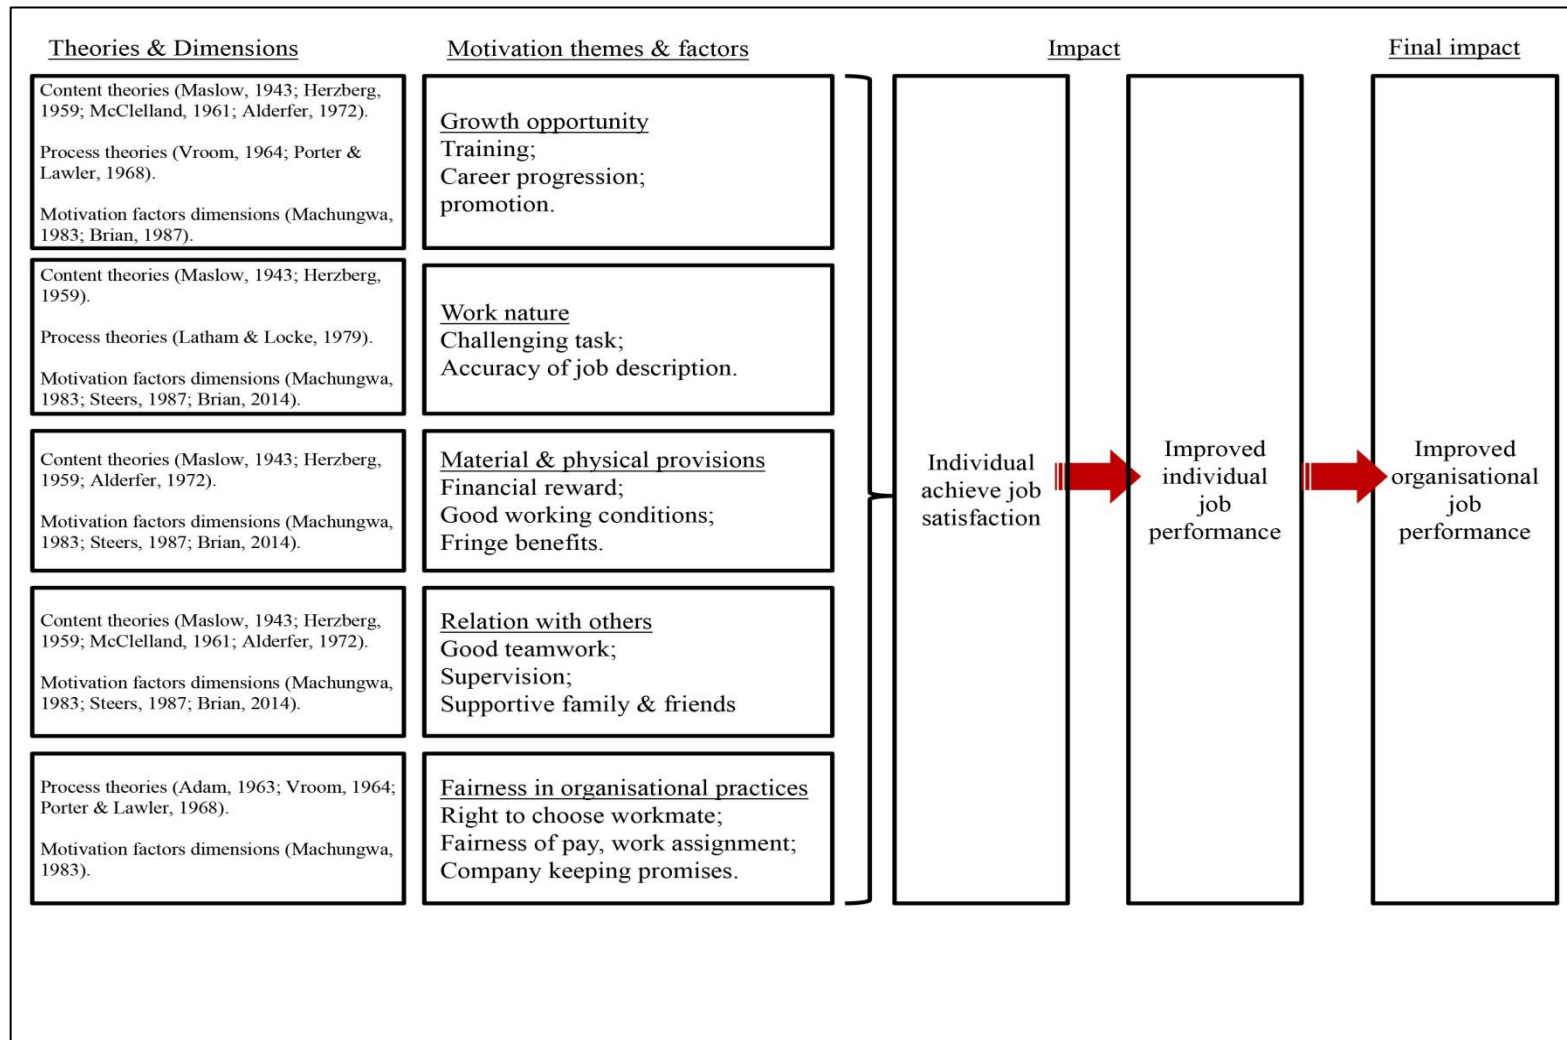 Theories & Dimensions
Motivation themes & factors
Impact
Final impact
Content theories (Maslow, 1943; Herzberg,
1959; McClelland, 1961; Alderfer, 1972).
Process theories (Vroom, 1964; Porter &
Lawler, 1968).
Motivation factors dimensions (Machungwa,
1983; Brian, 1987).
Growth opportunity
Training;
Career progression;
promotion.
Content theories (Maslow, 1943; Herzberg,
1959).
Process theories (Latham & Locke, 1979).
Motivation factors dimensions (Machungwa,
1983; Steers, 1987; Brian, 2014).
Work nature
Challenging task;
Accuracy of job description.
Content theories (Maslow, 1943; Herzberg,
1959; Alderfer, 1972).
Motivation factors dimensions (Machungwa,
1983; Steers, 1987; Brian, 2014).
Material & physical provisions
Financial reward;
Good working conditions;
Fringe benefits.
Content theories (Maslow, 1943; Herzberg,
1959; McClelland, 1961; Alderfer, 1972).
Motivation factors dimensions (Machungwa,
1983; Steers, 1987; Brian, 2014).
Relation with others
Good teamwork;
Supervision;
Supportive family & friends
Process theories (Adam, 1963; Vroom, 1964;
Porter & Lawler, 1968).
Motivation factors dimensions (Machungwa,
1983).
Fairness in organisational practices
Right to choose workmate;
Fairness of pay, work assignment;
Company keeping promises.
Individual
achieve job
satisfaction
Improved
individual
job
performance
Improved
organisational
job
performance